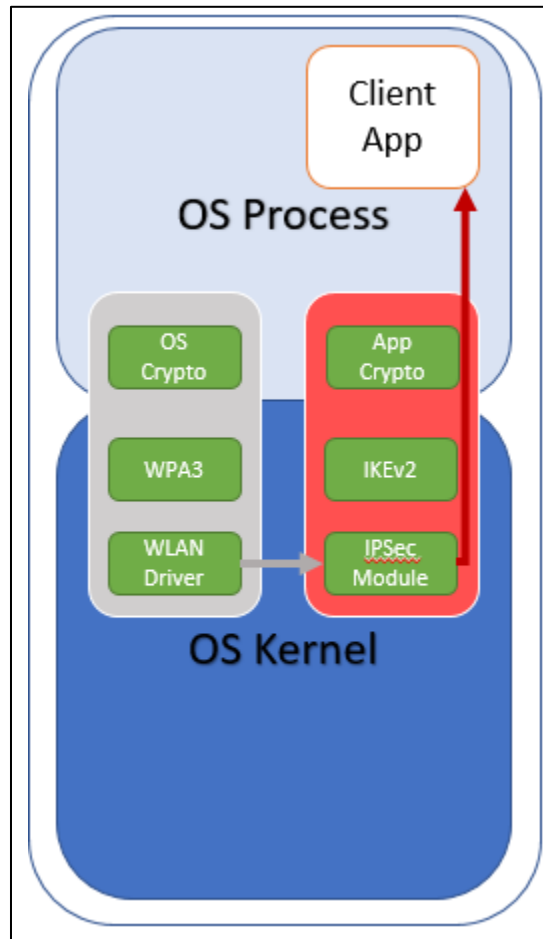 Client
App
OS Process
OS
Crypto
App
Crypto
WPA3
IKEv2
WLAN
Driver
IPSec
Module
OS Kernel